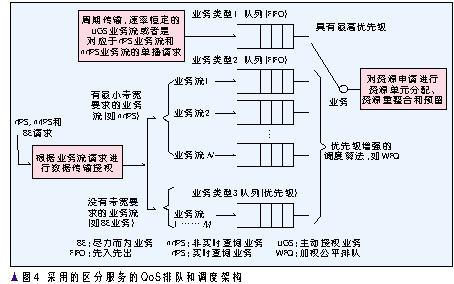 周期传输,速率恒定的
UGS业务流或者是
对应于rtPS业务流和
nrtPS业务流的单播请求
业务类型1 队列(FIFO)
具有最高优先级
业务类型2 队列(FIFO)
有最小带宽
要求的业务
流(如nrtPS)
业务流1
业务流2
业务流N
业务
对资源申请进行
资源单元分配、
资源重整合和预留
rtPS, nrtPS和
BE请求
根据业务流请求进
行数据传输授权
优先级增强的
调度算法,如WFQ
没有带宽要
求的业务流
(如BE业务)
业务类型3 队列(优先级)
业务流
1 …… N
BE:尽力而为业务 nrtPS:非实时查询业务 UGS:主动授权业务
FIFO:先入先出 rtPS:实时查询业务 WFQ:加权公平排队
▲图4 采用的区分服务的QoS排队和调度架构